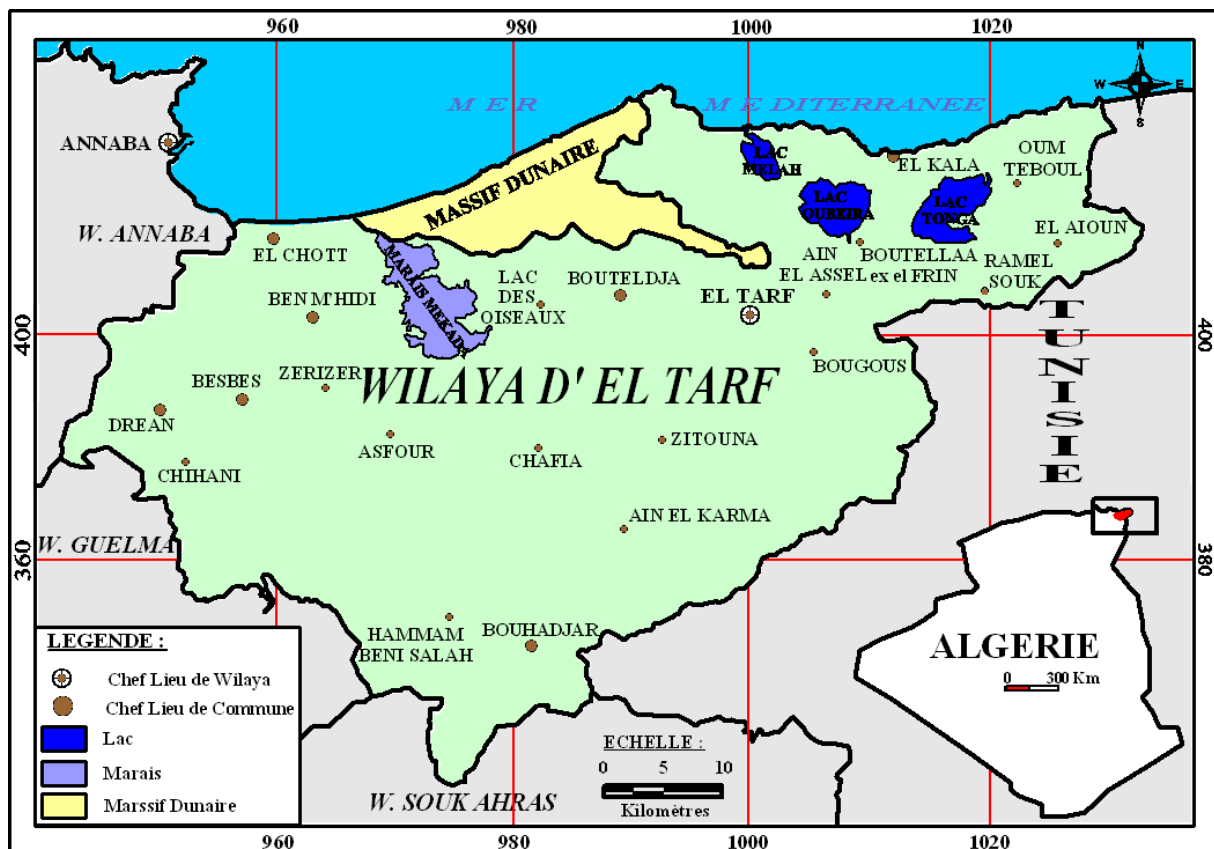 960 980 1000 1020
MER MEDITERRANEE
ANNABA
W. ANNABA
EL CHOTT
MASSIF DUNAIRE
LAC
MELAH
EL KALA
OUM
TEBOUL
LAC
OUBEIRA
LAC
TONGA
EL AIOUN
MARAIS MEKADA
LAC
DES
OISEAUX
BOUTELDJA
AIN
EL ASSEL
BOUTELLAA
ex el FRIN
RAMEL
SOUK
BEN M'HIDI
EL TARF
400 400
TUNISIE
BOUGOUS
ZERIZER
BESBES
WILAYA D' EL TARF
DREAN
ASFOUR
CHAFIA
ZITOUNA
CHIHANI
AIN EL KARMA
W. GUELMA
360 380
HAMMAM
BENI SALAH
BOUHADJAR
W. SOUK AHRAS
LEGENDE :
Chef Lieu de Wilaya
Chef Lieu de Commune
Lac
Marais
Marssif Dunaire
ECHELLE :
0 5 10
Kilomètres
ALGERIE
0 300 Km
N
W E
S
960 980 1000 1020